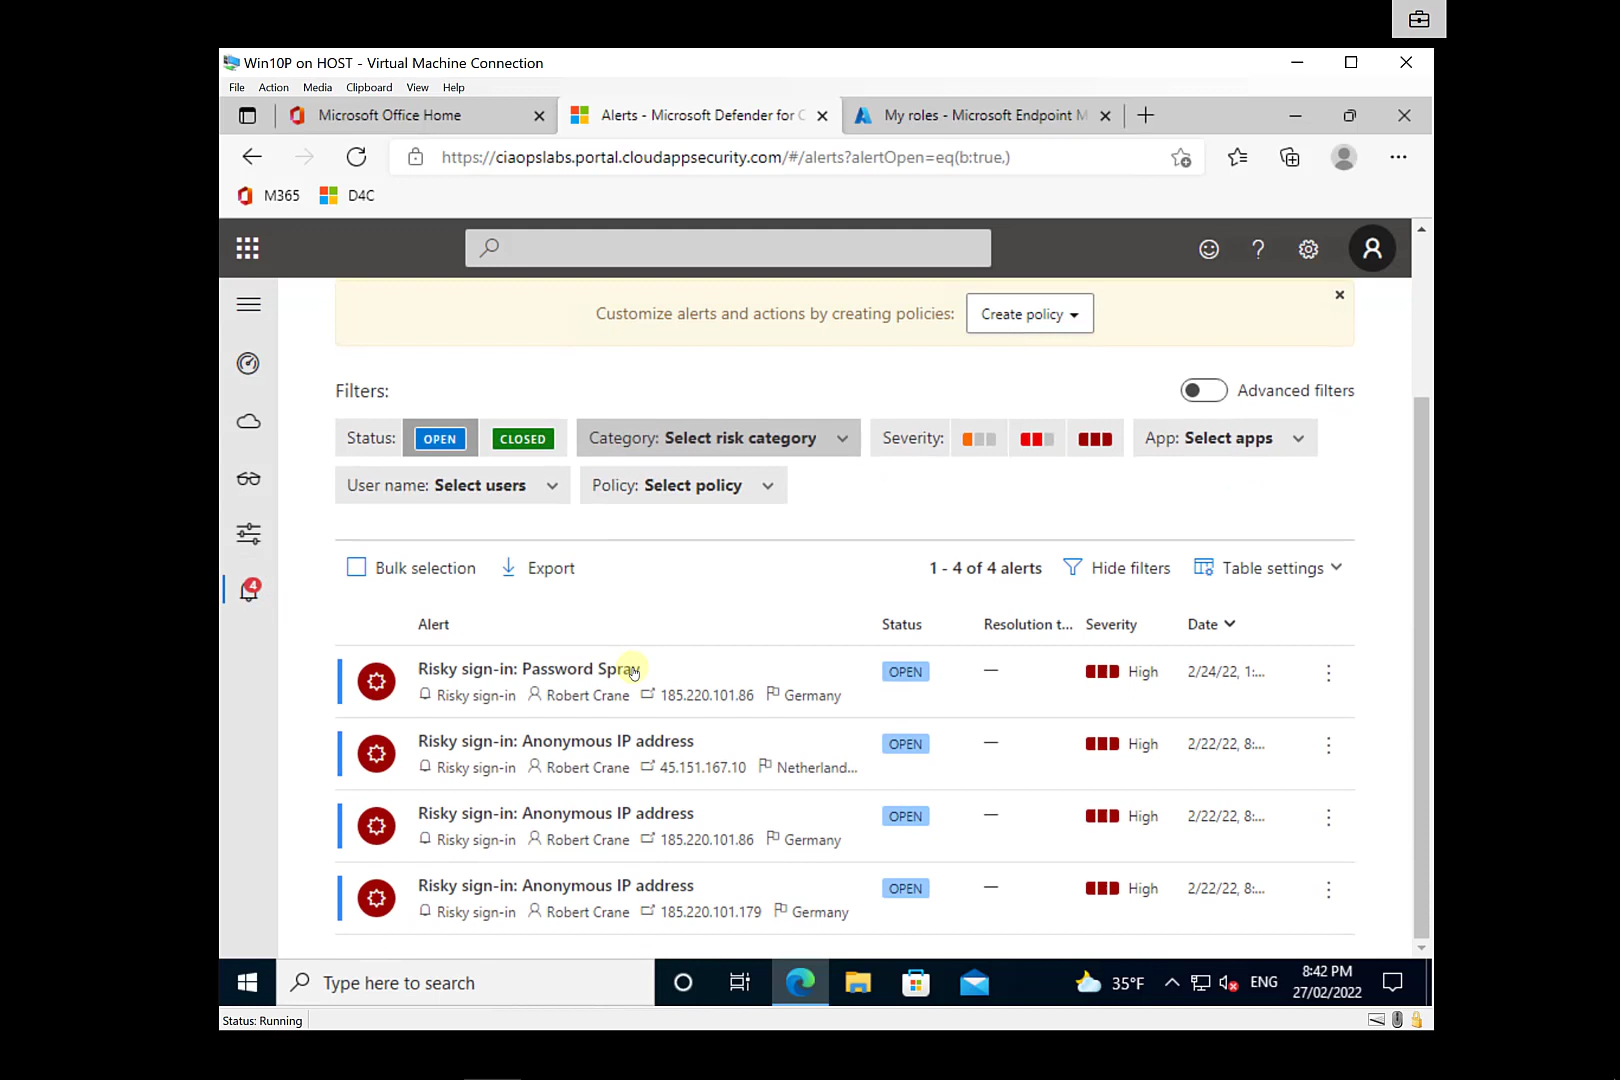 Win10P on HOST - Virtual Machine Connection
File Action Media Clipboard View Help
Microsoft Office Home
Alerts - Microsoft Defender for C
My roles - Microsoft Endpoint M
https://ciaopslabs.portal.cloudappsecurity.com/#/alerts?alertOpen=eq(b:true,)
M365 D4C
Customize alerts and actions by creating policies: Create policy
Filters:
Advanced filters
Status: OPEN CLOSED Category: Select risk category Severity: App: Select apps
User name: Select users Policy: Select policy
Bulk selection Export 1 - 4 of 4 alerts Hide filters Table settings
Alert Status Resolution t... Severity Date
4
Risky sign-in: Password Spray OPEN — High 2/24/22, 1:...
Risky sign-in Robert Crane 185.220.101.86 Germany
Risky sign-in: Anonymous IP address OPEN — High 2/22/22, 8:...
Risky sign-in Robert Crane 45.151.167.10 Netherland...
Risky sign-in: Anonymous IP address OPEN — High 2/22/22, 8:...
Risky sign-in Robert Crane 185.220.101.86 Germany
Risky sign-in: Anonymous IP address OPEN — High 2/22/22, 8:...
Risky sign-in Robert Crane 185.220.101.179 Germany
Type here to search
35°F
ENG
8:42 PM
27/02/2022
Status: Running